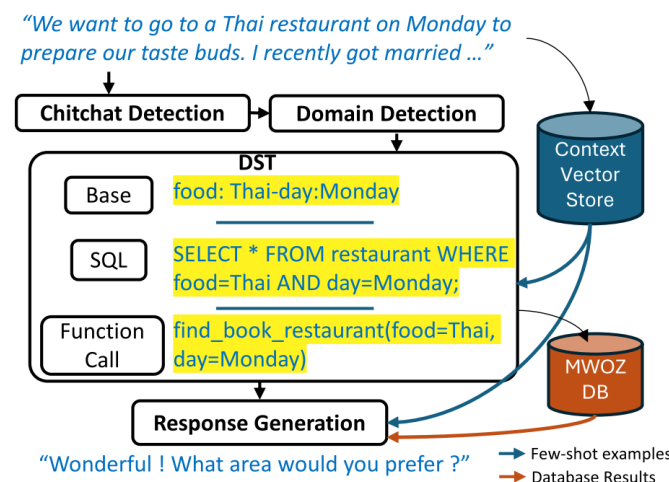 “We want to go to a Thai restaurant on Monday to
prepare our taste buds. I recently got married …”
Chitchat Detection
Domain Detection
Context
Vector
Store
DST
Base
food: Thai-day:Monday
SQL
SELECT * FROM restaurant WHERE
food=Thai AND day=Monday;
Function
Call
find_book_restaurant(food=Thai,
day=Monday)
MWOZ
DB
Response Generation
“Wonderful ! What area would you prefer ?”
Few-shot examples
Database Results